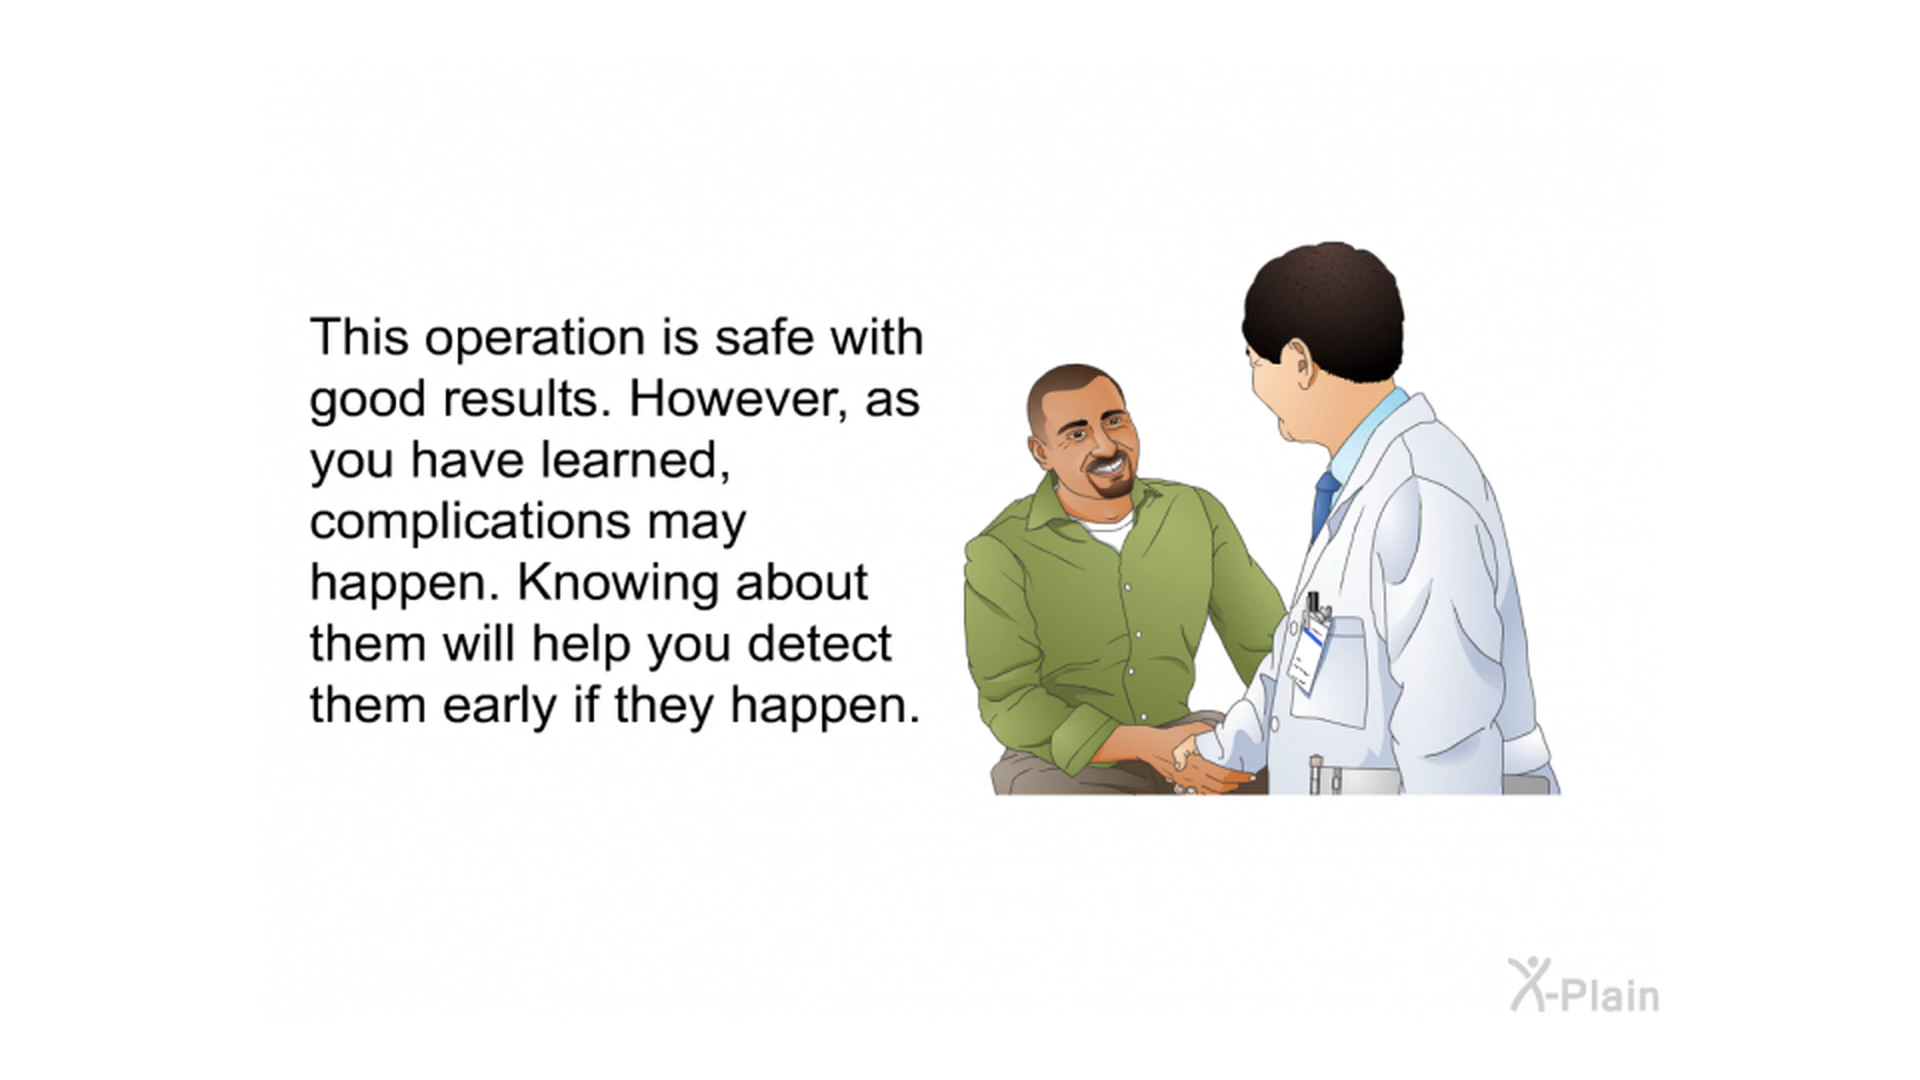 This operation is safe with
good results. However, as
you have learned,
complications may
happen. Knowing about
them will help you detect
them early if they happen.
X-Plain